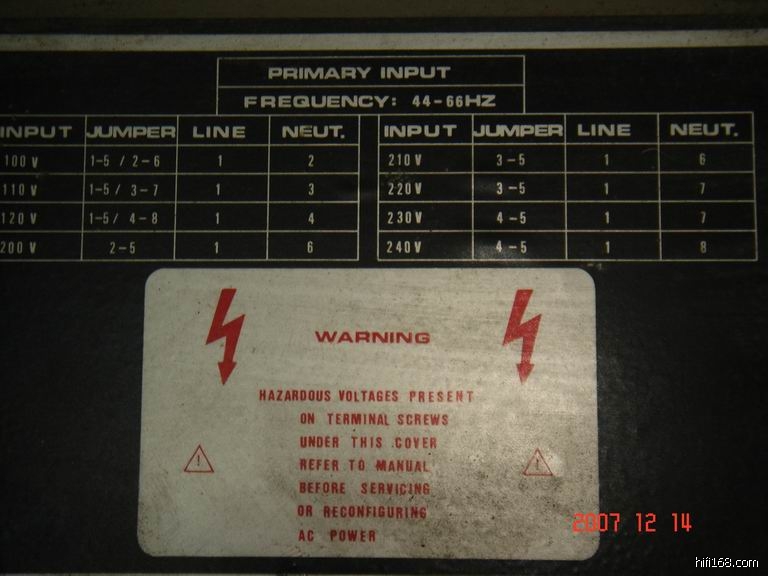 PRIMARY INPUT
FREQUENCY: 44-66HZ
INPUT JUMPER LINE NEUT. INPUT JUMPER LINE NEUT.
100 V 1-5 / 2-6 1 2 210 V 3-5 1 6
110 V 1-5/ 3-7 1 3 220 V 3-5 1 7
120 V 1-5/ 4-8 1 4 230 V 4-5 1 7
200 V 2-5 1 6 240 V 4-5 1 8
WARNING
HAZARDOUS VOLTAGES PRESENT
ON TERMINAL SCREWS
UNDER THIS COVER
REFER TO MANUAL
BEFORE SERVICING
OR RECONFIGURING
AC POWER
2007 12 14
hifi168.com